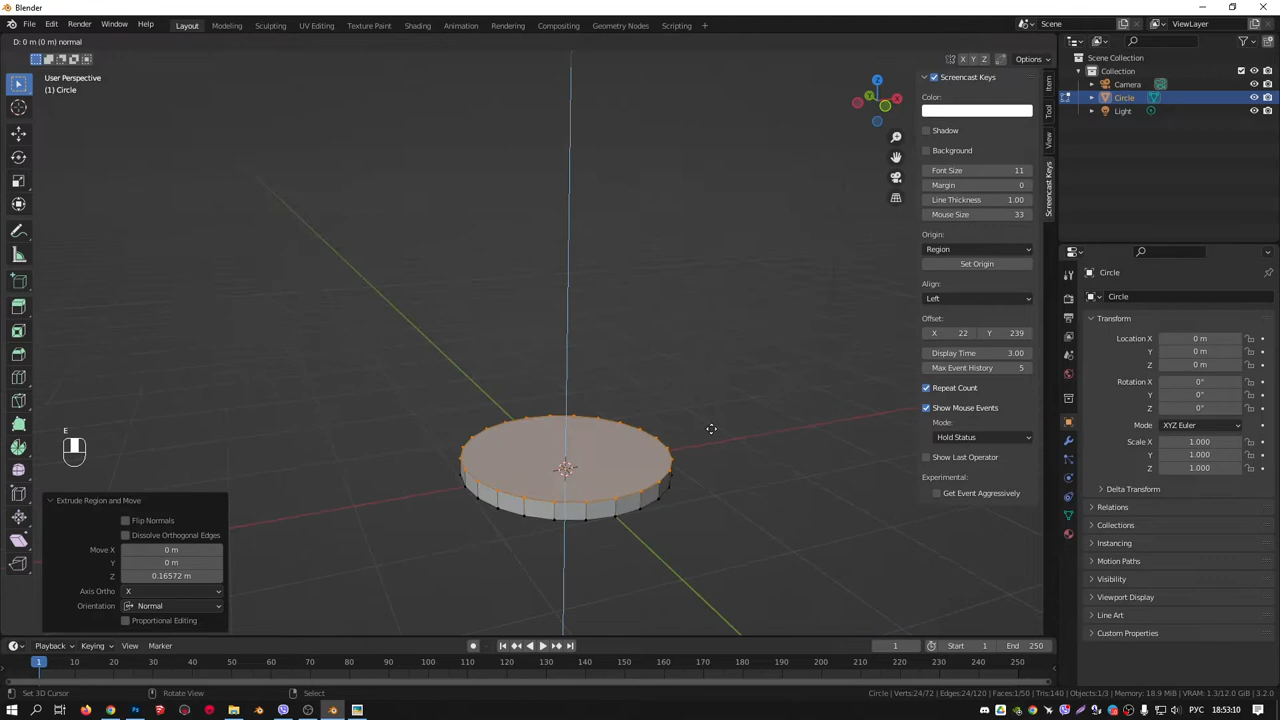 Blender
File Edit Render Window Help Layout Modeling Sculpting UV Editing Texture Paint Shading Animation Rendering Compositing Geometry Nodes Scripting + Scene ViewLayer
D: 0 m (0 m) normal
X Y Z Options
User Perspective
(1) Circle
Z
Y X
Screencast Keys
Color:
Shadow
Background
Font Size 11
Margin 0
Line Thickness 1.00
Mouse Size 33
Origin:
Region
Set Origin
Align:
Left
Offset:
X 22 Y 239
Display Time 3.00
Max Event History 5
Repeat Count
Show Mouse Events
Mode:
Hold Status
Show Last Operator
Experimental:
Get Event Aggressively
Item
Tool
View
Screencast Keys
Scene Collection
Collection
Camera
Circle
Light
Circle
Circle
Transform
Location X 0 m
Y 0 m
Z 0 m
Rotation X 0°
Y 0°
Z 0°
Mode XYZ Euler
Scale X 1.000
Y 1.000
Z 1.000
Delta Transform
Relations
Collections
Instancing
Motion Paths
Visibility
Viewport Display
Line Art
Custom Properties
E
Extrude Region and Move
Flip Normals
Dissolve Orthogonal Edges
Move X 0 m
Y 0 m
Z 0.16572 m
Axis Ortho X
Orientation Normal
Proportional Editing
Playback Keying View Marker 1 Start 1 End 250
1 10 20 30 40 50 60 70 80 90 100 110 120 130 140 150 160 170 180 190 200 210 220 230 240 250
Set 3D Cursor Rotate View Select Circle | Verts:24/72 | Edges:24/120 | Faces:1/50 | Tris:140 | Objects:1/3 | Memory: 18.9 MiB | VRAM: 1.3/12.0 GiB | 3.2.0
РУС 18:53:10